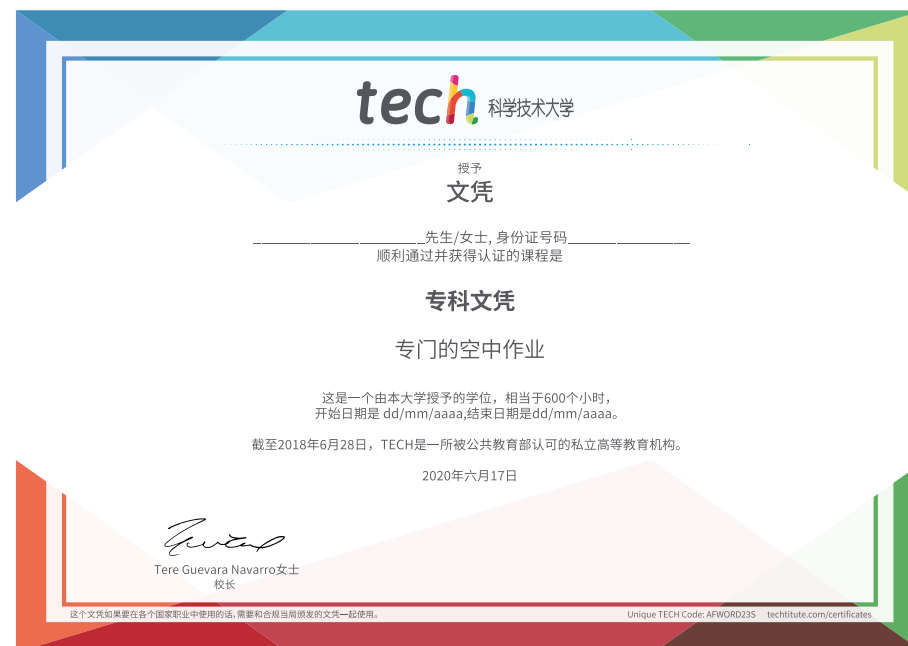 tech 科学技术大学
授予
文凭
______________________先生/女士, 身份证号码________________
顺利通过并获得认证的课程是
专科文凭
专门的空中作业
这是一个由本大学授予的学位，相当于600个小时，
开始日期是 dd/mm/aaaa,结束日期是dd/mm/aaaa。
截至2018年6月28日，TECH是一所被公共教育部认可的私立高等教育机构。
2020年六月17日
Tere Guevara Navarro女士
校长
这个文凭如果要在各个国家职业中使用的话,需要和合规当局颁发的文凭一起使用。
Unique TECH Code: AFWORD23S techtitute.com/certificates